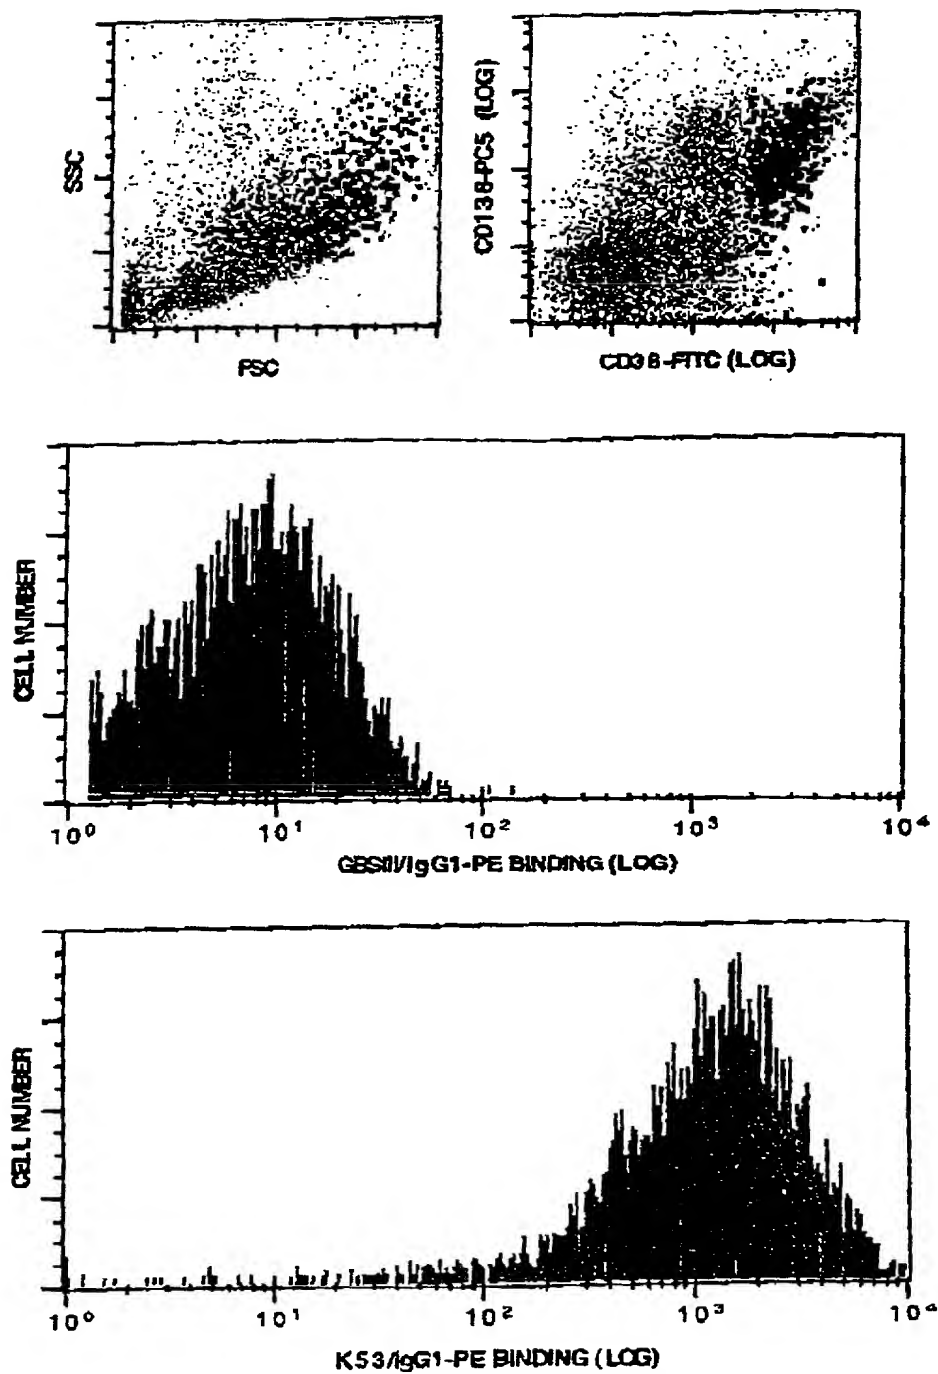 SSC
FSC
CD138-PC5 (LOG)
CD38-FITC (LOG)
CELL NUMBER
10⁰ 10¹ 10² 10³ 10⁴
GBSIII/IgG1-PE BINDING (LOG)
CELL NUMBER
10⁰ 10¹ 10² 10³ 10⁴
K53/IgG1-PE BINDING (LOG)